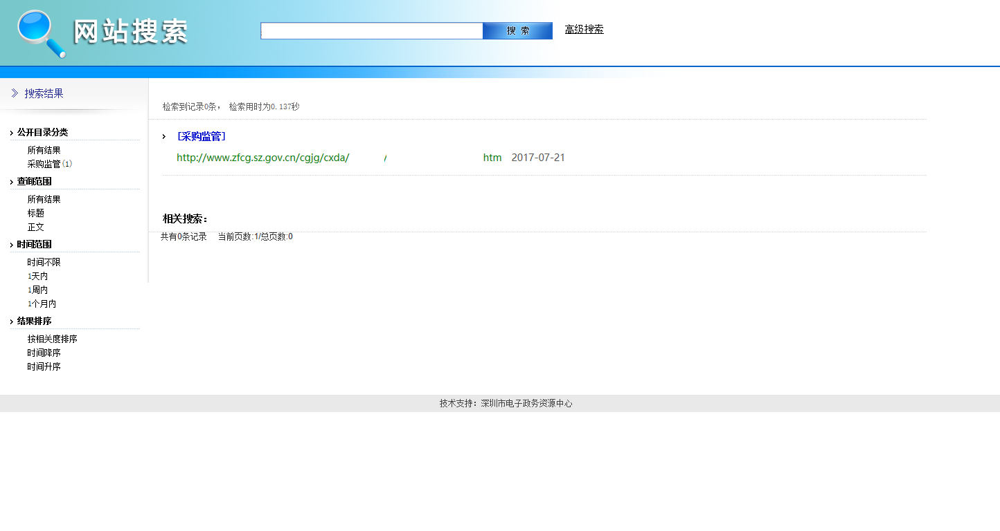 网站搜索
搜 索
高级搜索
搜索结果
公开目录分类
所有结果
采购监管(1)
查询范围
所有结果
标题
正文
时间范围
时间不限
1天内
1周内
1个月内
结果排序
按相关度排序
时间降序
时间升序
检索到记录0条， 检索用时为0.137秒
[采购监管]
http://www.zfcg.sz.gov.cn/cgjg/cxda/ / htm 2017-07-21
相关搜索：
共有0条记录 当前页数:1/总页数:0
技术支持：深圳市电子政务资源中心